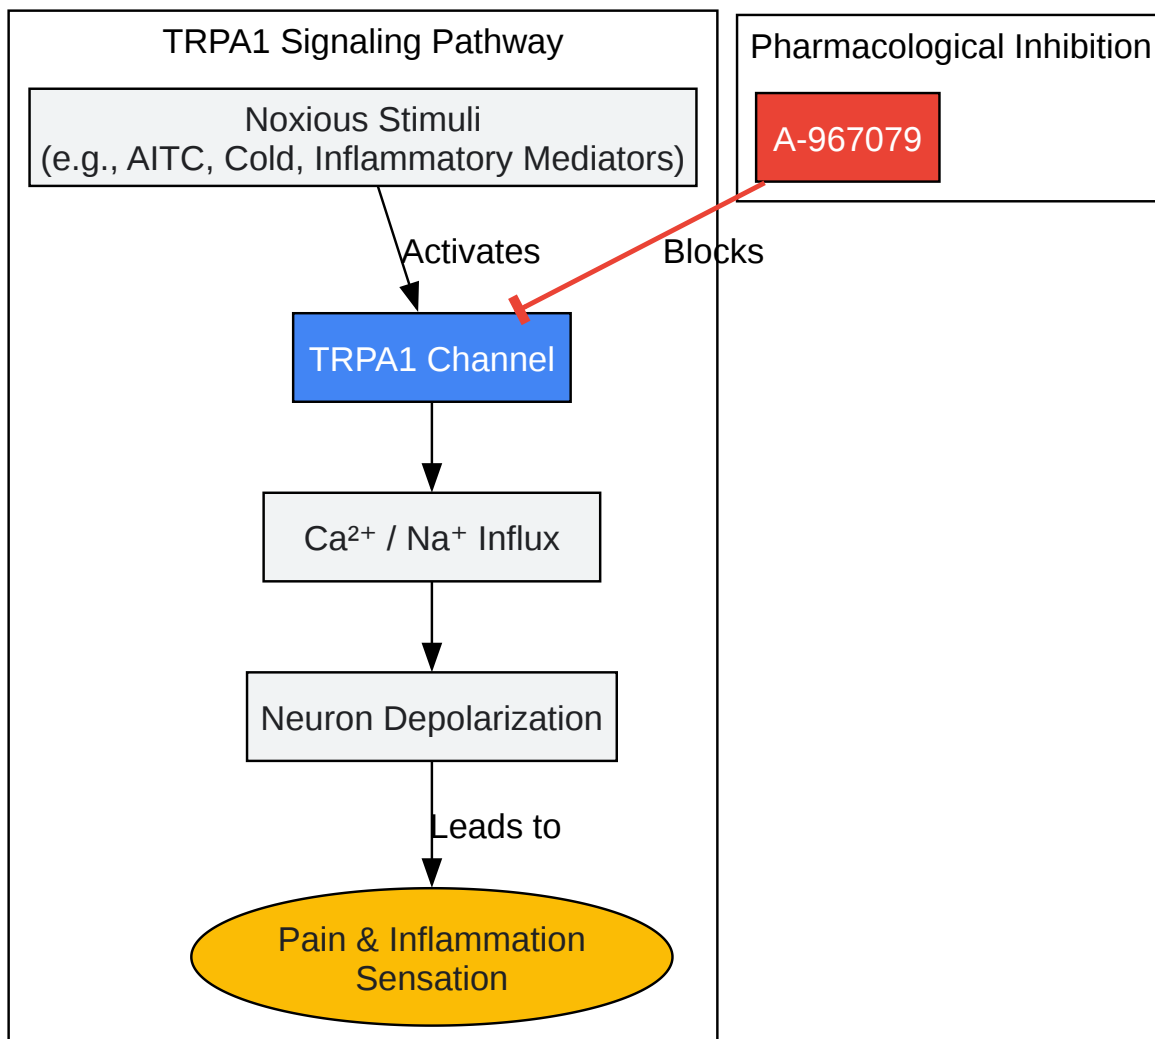 TRPA1 Signaling Pathway
Pharmacological Inhibition
Noxious Stimuli
(e.g., AITC, Cold, Inflammatory Mediators)
A-967079
Activates
Blocks
TRPA1 Channel
Ca²⁺ / Na⁺ Influx
Neuron Depolarization
Leads to
Pain & Inflammation
Sensation